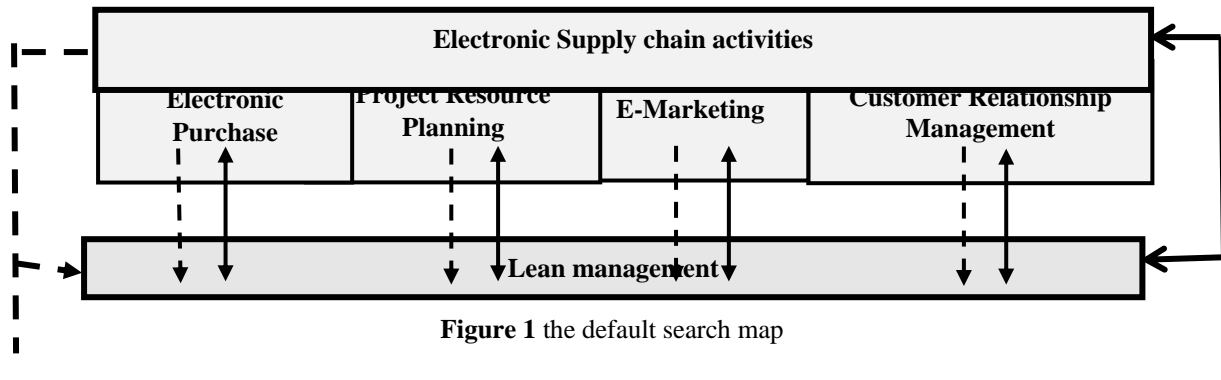 Electronic Supply chain activities
Electronic
Purchase
Project Resource
Planning
E-Marketing
Customer Relationship
Management
Lean management
Figure 1 the default search map